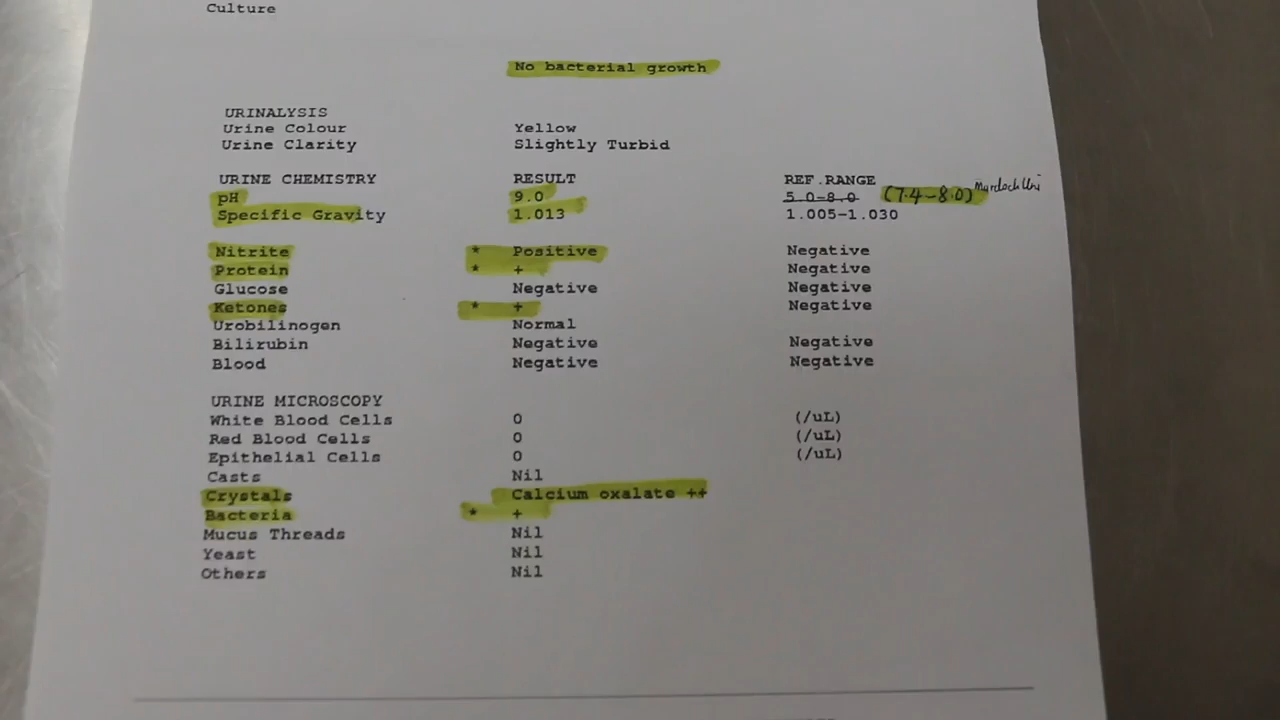 Culture
No bacterial growth
URINALYSIS
Urine Colour Yellow
Urine Clarity Slightly Turbid
URINE CHEMISTRY RESULT REF.RANGE
pH 9.0 5.0-8.0 (7.4-8.0) Murdoch Uni
Specific Gravity 1.013 1.005-1.030
Nitrite * Positive Negative
Protein * + Negative
Glucose Negative Negative
Ketones * + Negative
Urobilinogen Normal
Bilirubin Negative Negative
Blood Negative Negative
URINE MICROSCOPY
White Blood Cells 0 (/uL)
Red Blood Cells 0 (/uL)
Epithelial Cells 0 (/uL)
Casts Nil
Crystals Calcium oxalate ++
Bacteria * +
Mucus Threads Nil
Yeast Nil
Others Nil